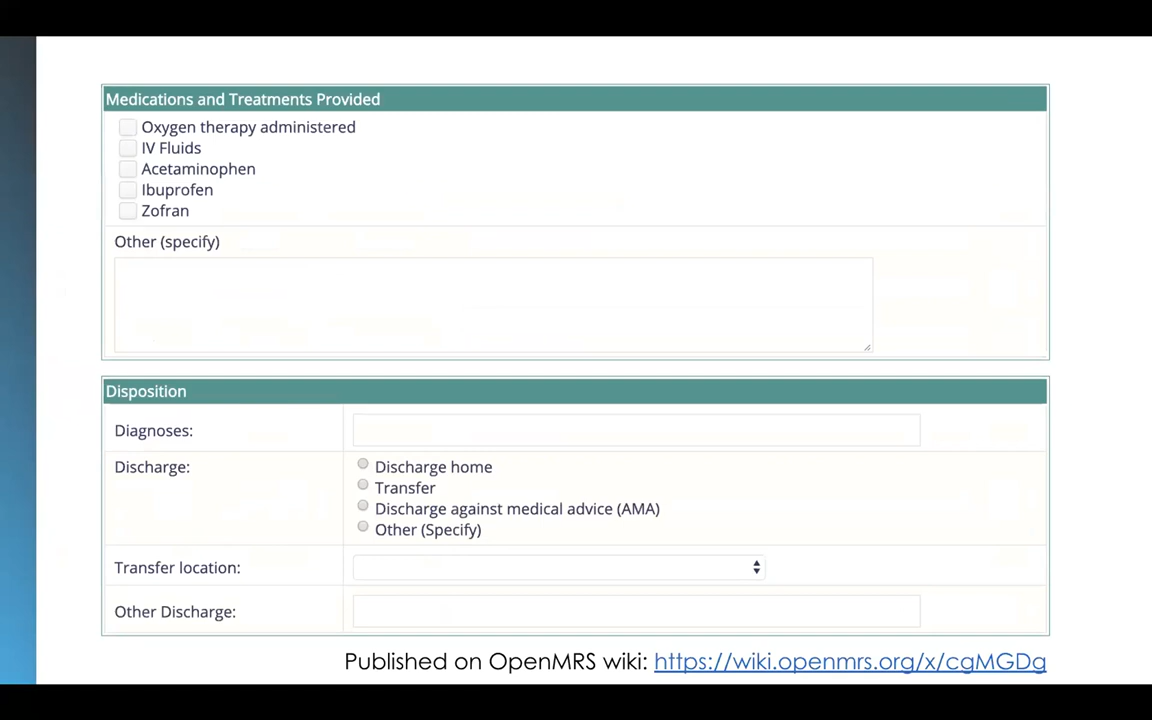 Medications and Treatments Provided
Oxygen therapy administered
IV Fluids
Acetaminophen
Ibuprofen
Zofran
Other (specify)
Disposition
Diagnoses:
Discharge:
Discharge home
Transfer
Discharge against medical advice (AMA)
Other (Specify)
Transfer location:
Other Discharge:
Published on OpenMRS wiki: https://wiki.openmrs.org/x/cgMGDg